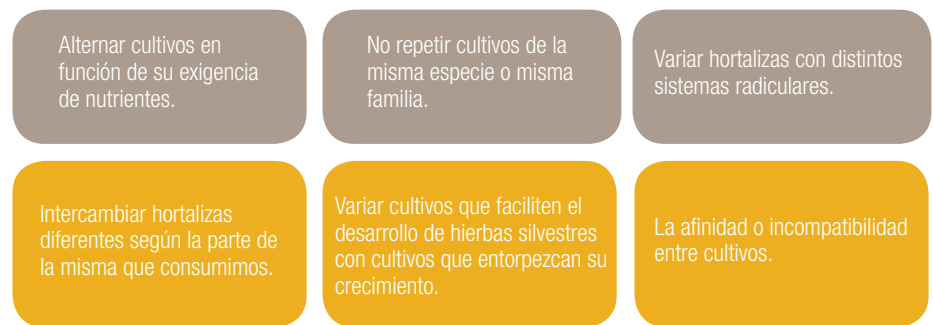 Alternar cultivos en
función de su exigencia
de nutrientes.
No repetir cultivos de la
misma especie o misma
familia.
Variar hortalizas con distintos
sistemas radiculares.
Intercambiar hortalizas
diferentes según la parte de
la misma que consumimos.
Variar cultivos que faciliten el
desarrollo de hierbas silvestres
con cultivos que entorpezcan su
crecimiento.
La afinidad o incompatibilidad
entre cultivos.